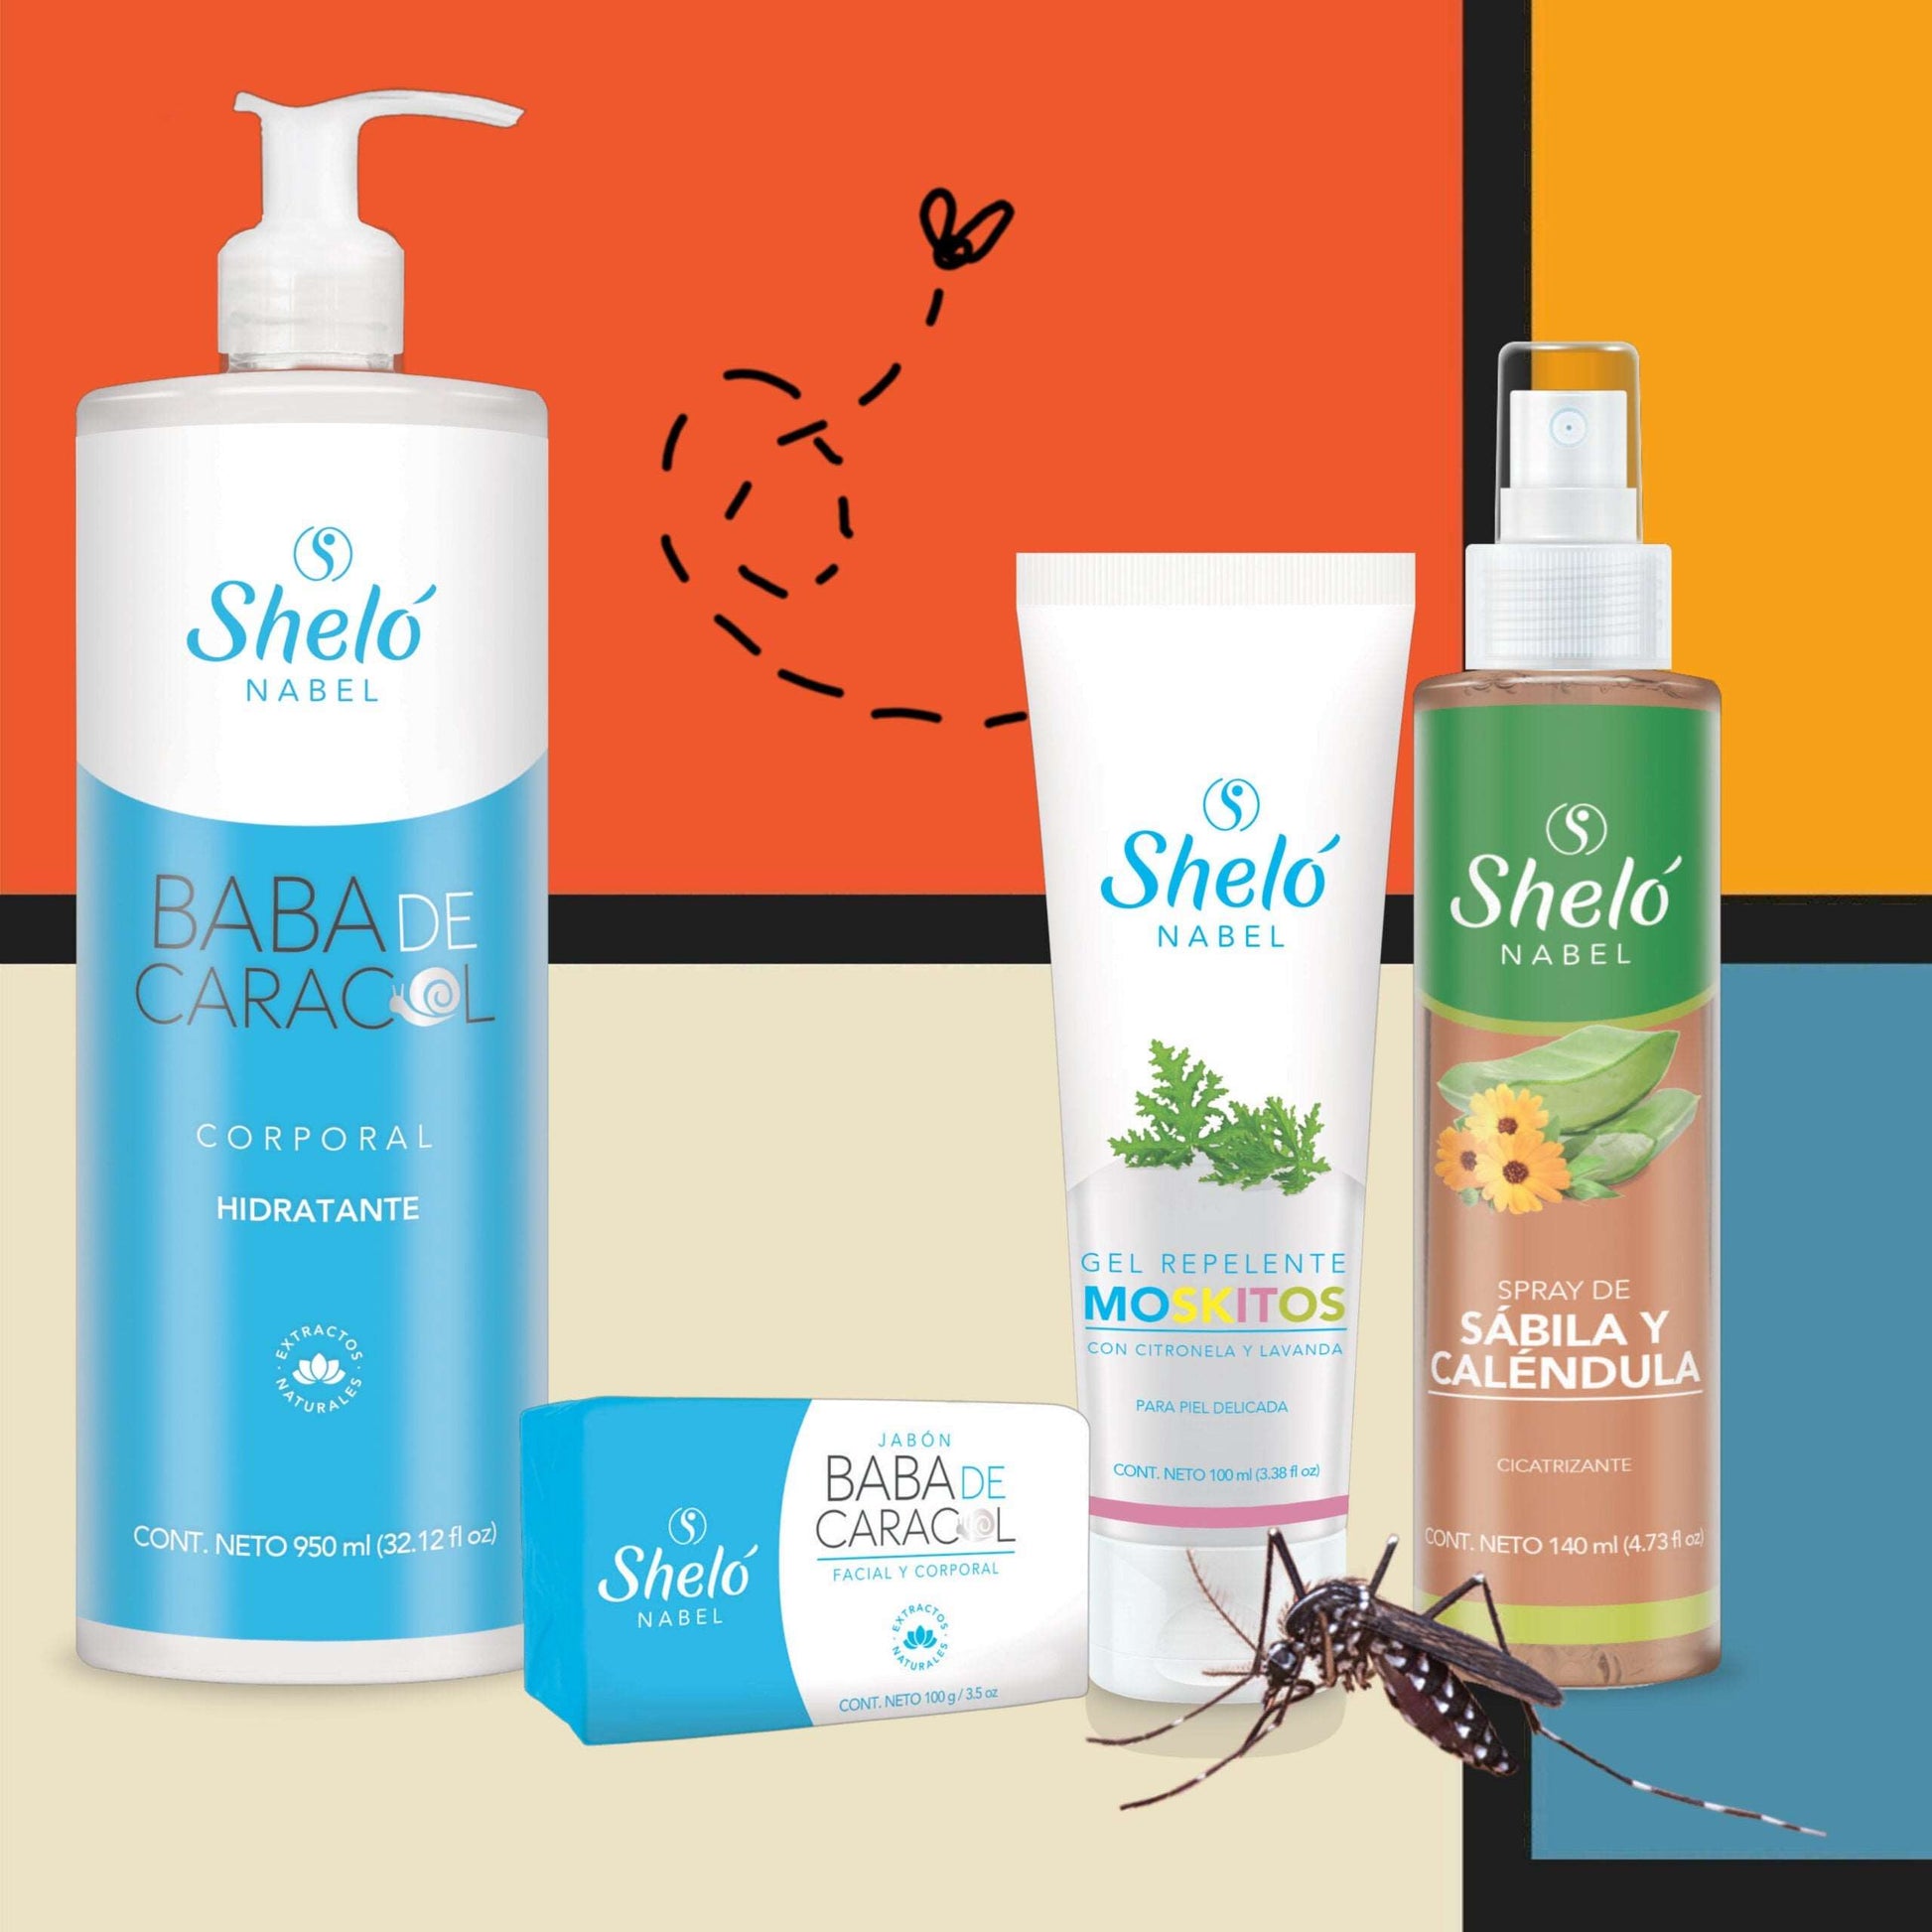 Sheló
NABEL
BABA DE
CARACOL
CORPORAL
HIDRATANTE
EXTRACTOS
NATURALES
CONT. NETO 950 ml (32.12 fl oz)
Sheló
NABEL
JABÓN
BABA DE
CARACOL
FACIAL Y CORPORAL
EXTRACTOS
NATURALES
CONT. NETO 100 g / 3.5 oz
Sheló
NABEL
GEL REPELENTE
MOSKITOS
CON CITRONELA Y LAVANDA
PARA PIEL DELICADA
CONT. NETO 100 ml (3.38 fl oz)
Sheló
NABEL
SPRAY DE
SÁBILA Y
CALÉNDULA
CICATRIZANTE
CONT. NETO 140 ml (4.73 fl oz)